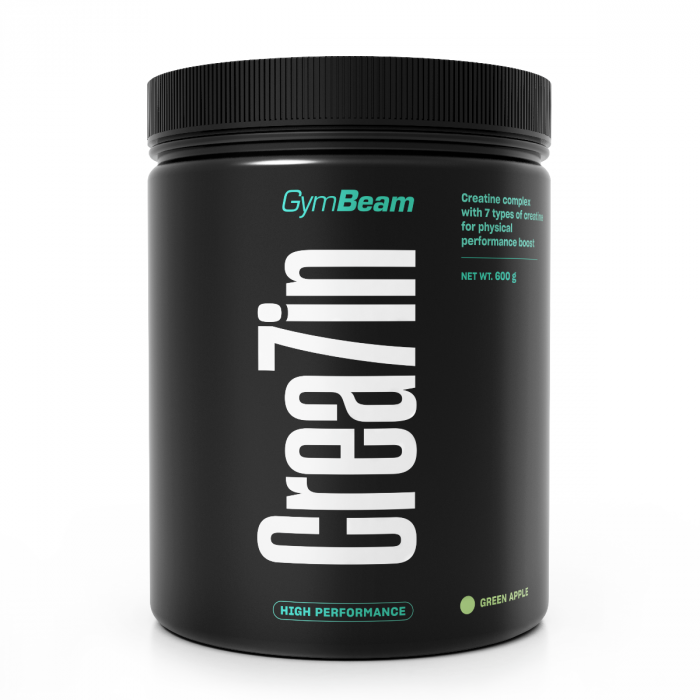 GymBeam
Crea7in
HIGH PERFORMANCE
Creatine complex
with 7 types of creatine
for physical
performance boost
NET WT. 600 g
GREEN APPLE